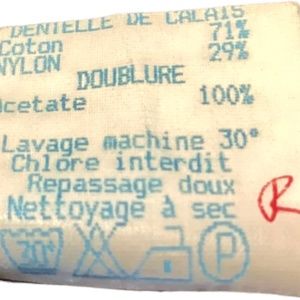 DENTELLE DE CALAIS
Coton 71%
NYLON 29%
DOUBLURE
Acetate 100%
Lavage machine 30°
Chlore interdit
Repassage doux
Nettoyage à sec
R
30° P